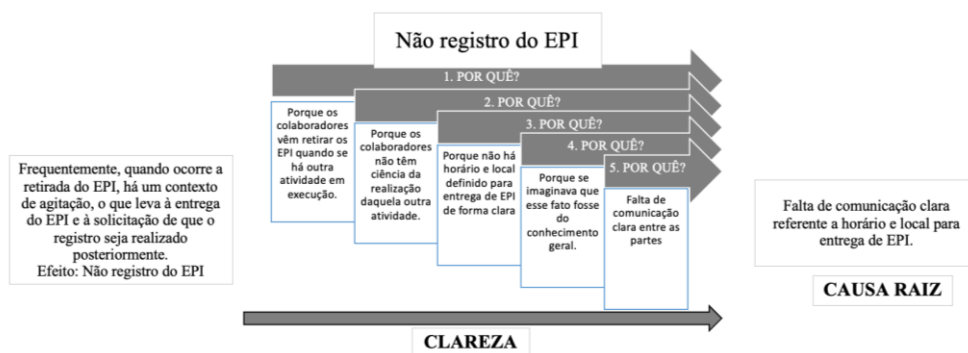 Não registro do EPI
1. POR QUÊ?
2. POR QUÊ?
3. POR QUÊ?
4. POR QUÊ?
5. POR QUÊ?
Frequentemente, quando ocorre a
retirada do EPI, há um contexto
de agitação, o que leva à entrega
do EPI e à solicitação de que o
registro seja realizado
posteriormente.
Efeito: Não registro do EPI
Porque os
colaboradores
vêm retirar os
EPI quando se
há outra
atividade em
execução.
Porque os
colaboradores
não têm
ciência da
realização
daquela outra
atividade.
Porque não há
horário e local
definido para
entrega de EPI
de forma clara
Porque se
imaginava que
esse fato fosse
do
conhecimento
geral.
Falta de
comunicação
clara entre as
partes
Falta de comunicação clara
referente a horário e local para
entrega de EPI.
CAUSA RAIZ
CLAREZA